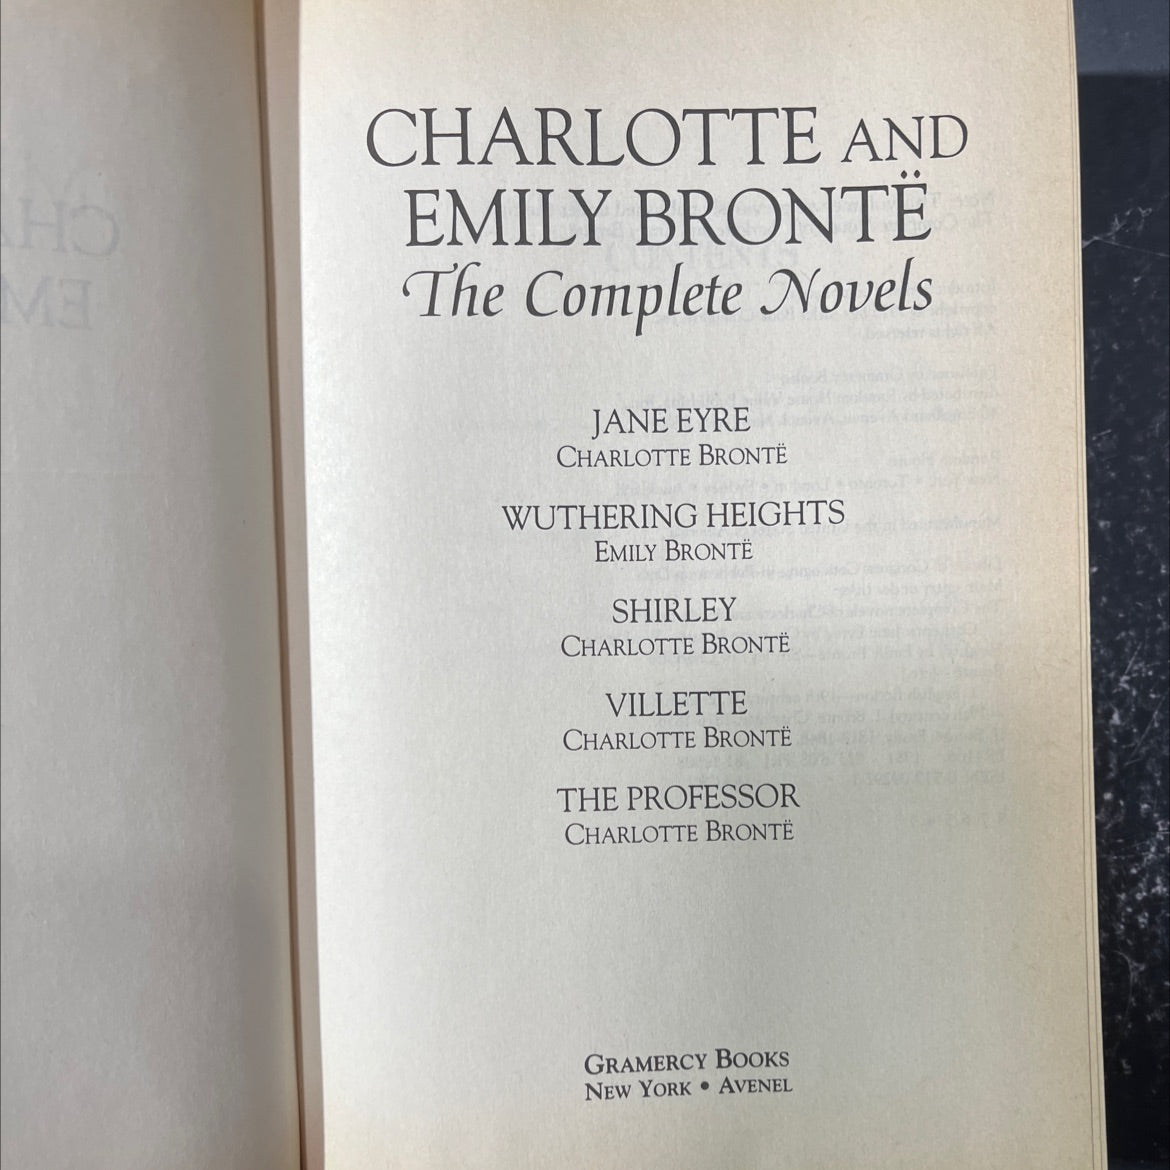 CHARLOTTE AND
EMILY BRONTË
The Complete Novels
JANE EYRE
CHARLOTTE BRONTË
WUTHERING HEIGHTS
EMILY BRONTË
SHIRLEY
CHARLOTTE BRONTË
VILLETTE
CHARLOTTE BRONTË
THE PROFESSOR
CHARLOTTE BRONTË
GRAMERCY BOOKS
NEW YORK • AVENEL